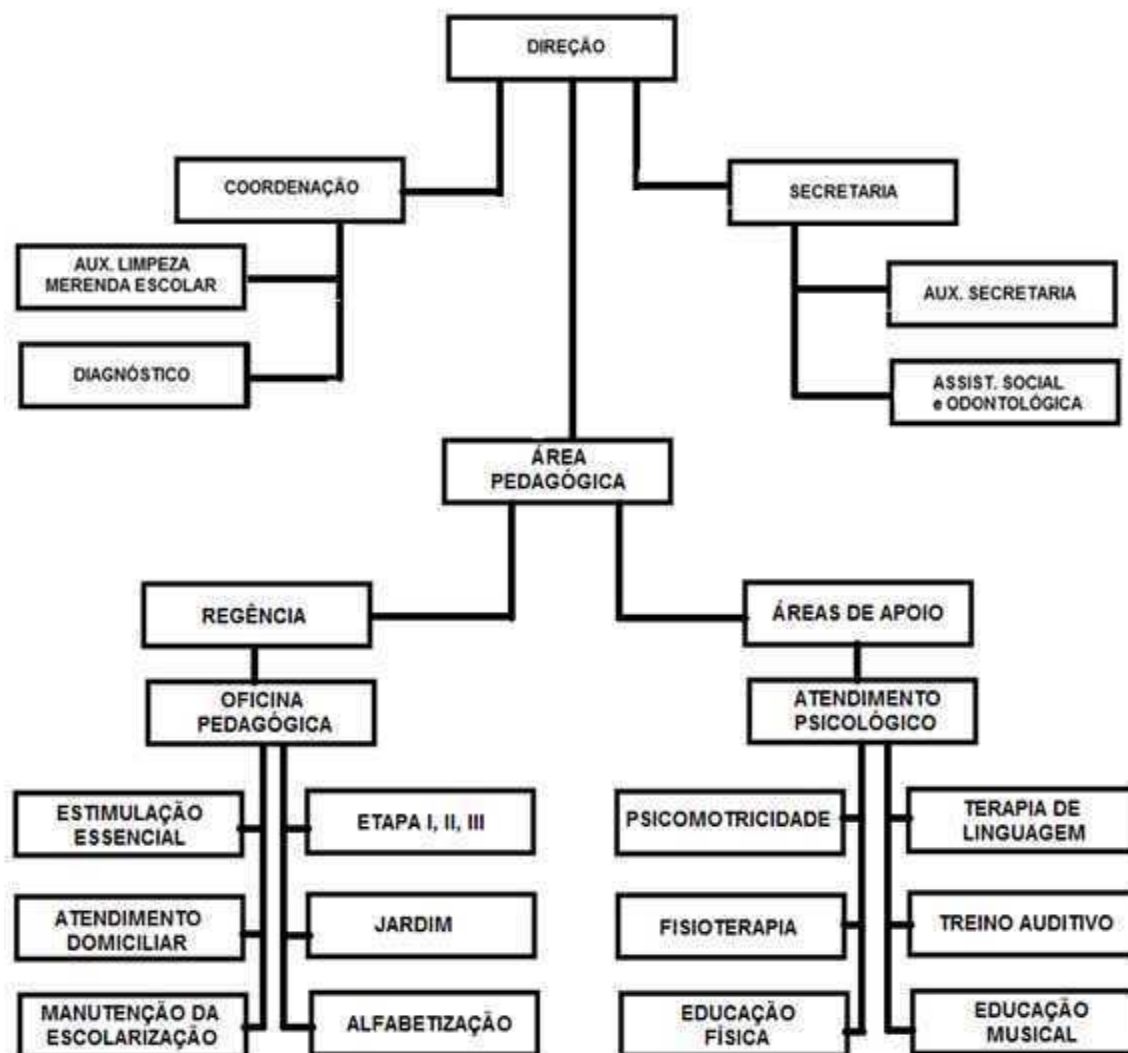 DIREÇÃO
COORDENAÇÃO
SECRETARIA
AUX. LIMPEZA
MERENDA ESCOLAR
AUX. SECRETARIA
DIAGNÓSTICO
ASSIST. SOCIAL
e ODONTOLÓGICA
ÁREA
PEDAGÓGICA
REGÊNCIA
ÁREAS DE APOIO
OFICINA
PEDAGÓGICA
ATENDIMENTO
PSICOLÓGICO
ESTIMULAÇÃO
ESSENCIAL
ETAPA I, II, III
PSICOMOTRICIDADE
TERAPIA DE
LINGUAGEM
ATENDIMENTO
DOMICILIAR
JARDIM
FISIOTERAPIA
TREINO AUDITIVO
MANUTENÇÃO DA
ESCOLARIZAÇÃO
ALFABETIZAÇÃO
EDUCAÇÃO
FÍSICA
EDUCAÇÃO
MUSICAL